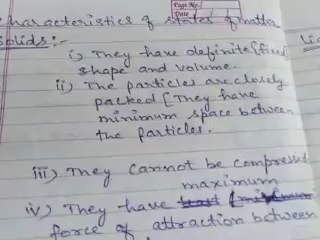 Page No.
Date
Characteristics of states of matter
Solids:-
i) They have definite (fixed
shape and volume.
ii) The particles are closely
packed [They have
minimum space between
the particles.
iii) They cannot be compressed
maximum
iv) They have
force of attraction between